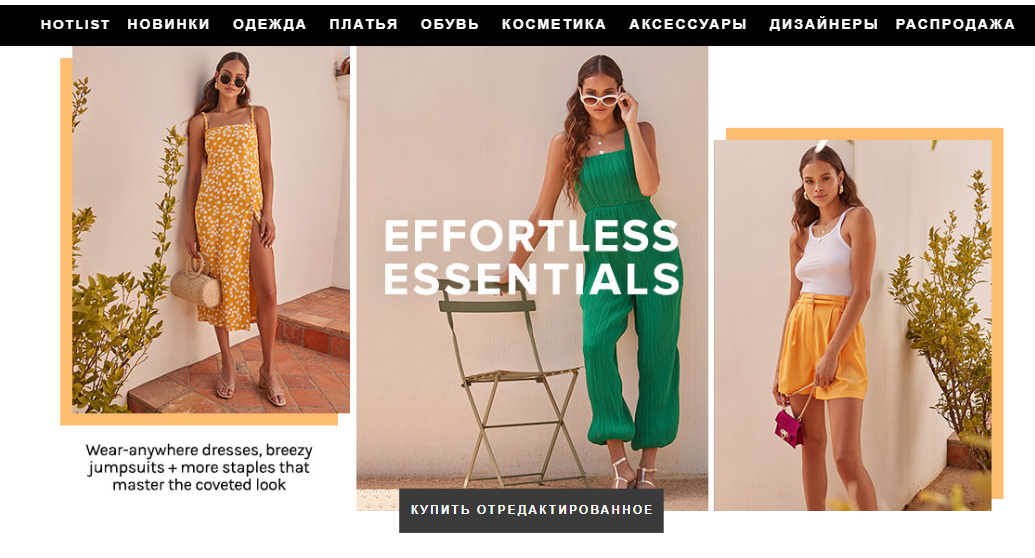 HOTLIST НОВИНКИ ОДЕЖДА ПЛАТЬЯ ОБУВЬ КОСМЕТИКА АКСЕССУАРЫ ДИЗАЙНЕРЫ РАСПРОДАЖА
EFFORTLESS
ESSENTIALS
Wear-anywhere dresses, breezy
jumpsuits + more staples that
master the coveted look
КУПИТЬ ОТРЕДАКТИРОВАННОЕ